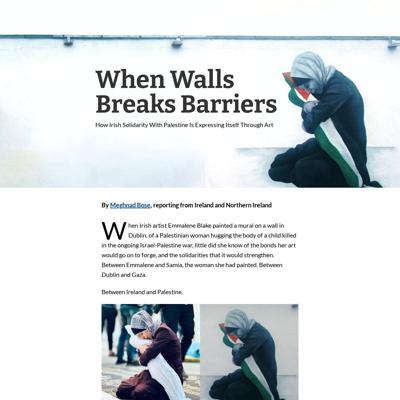 When Walls
Breaks Barriers
How Irish Solidarity With Palestine Is Expressing Itself Through Art
By Meghnad Bose, reporting from Ireland and Northern Ireland
When Irish artist Emmalene Blake painted a mural on a wall in
Dublin, of a Palestinian woman hugging the body of a child killed
in the ongoing Israel-Palestine war, little did she know of the bonds her art
would go on to forge, and the solidarities that it would strengthen.
Between Emmalene and Samia, the woman she had painted. Between
Dublin and Gaza.
Between Ireland and Palestine.